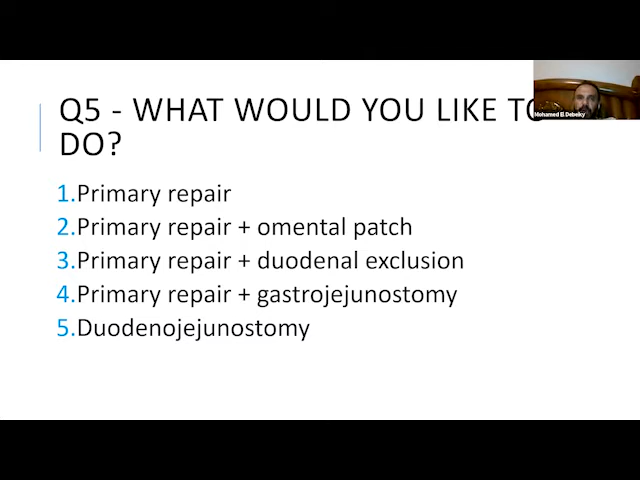 Q5 - WHAT WOULD YOU LIKE TO
DO?
Mohamed El Debeiky
1.Primary repair
2.Primary repair + omental patch
3.Primary repair + duodenal exclusion
4.Primary repair + gastrojejunostomy
5.Duodenojejunostomy